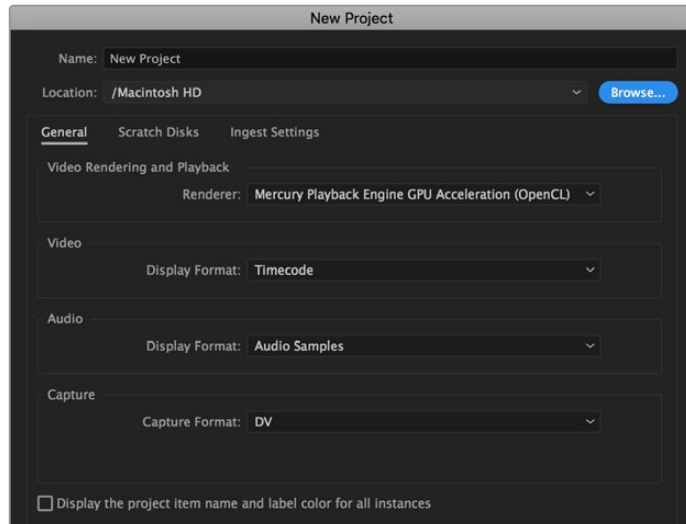 New Project
Name: New Project
Location: /Macintosh HD Browse...
General Scratch Disks Ingest Settings
Video Rendering and Playback
Renderer: Mercury Playback Engine GPU Acceleration (OpenCL)
Video
Display Format: Timecode
Audio
Display Format: Audio Samples
Capture
Capture Format: DV
Display the project item name and label color for all instances